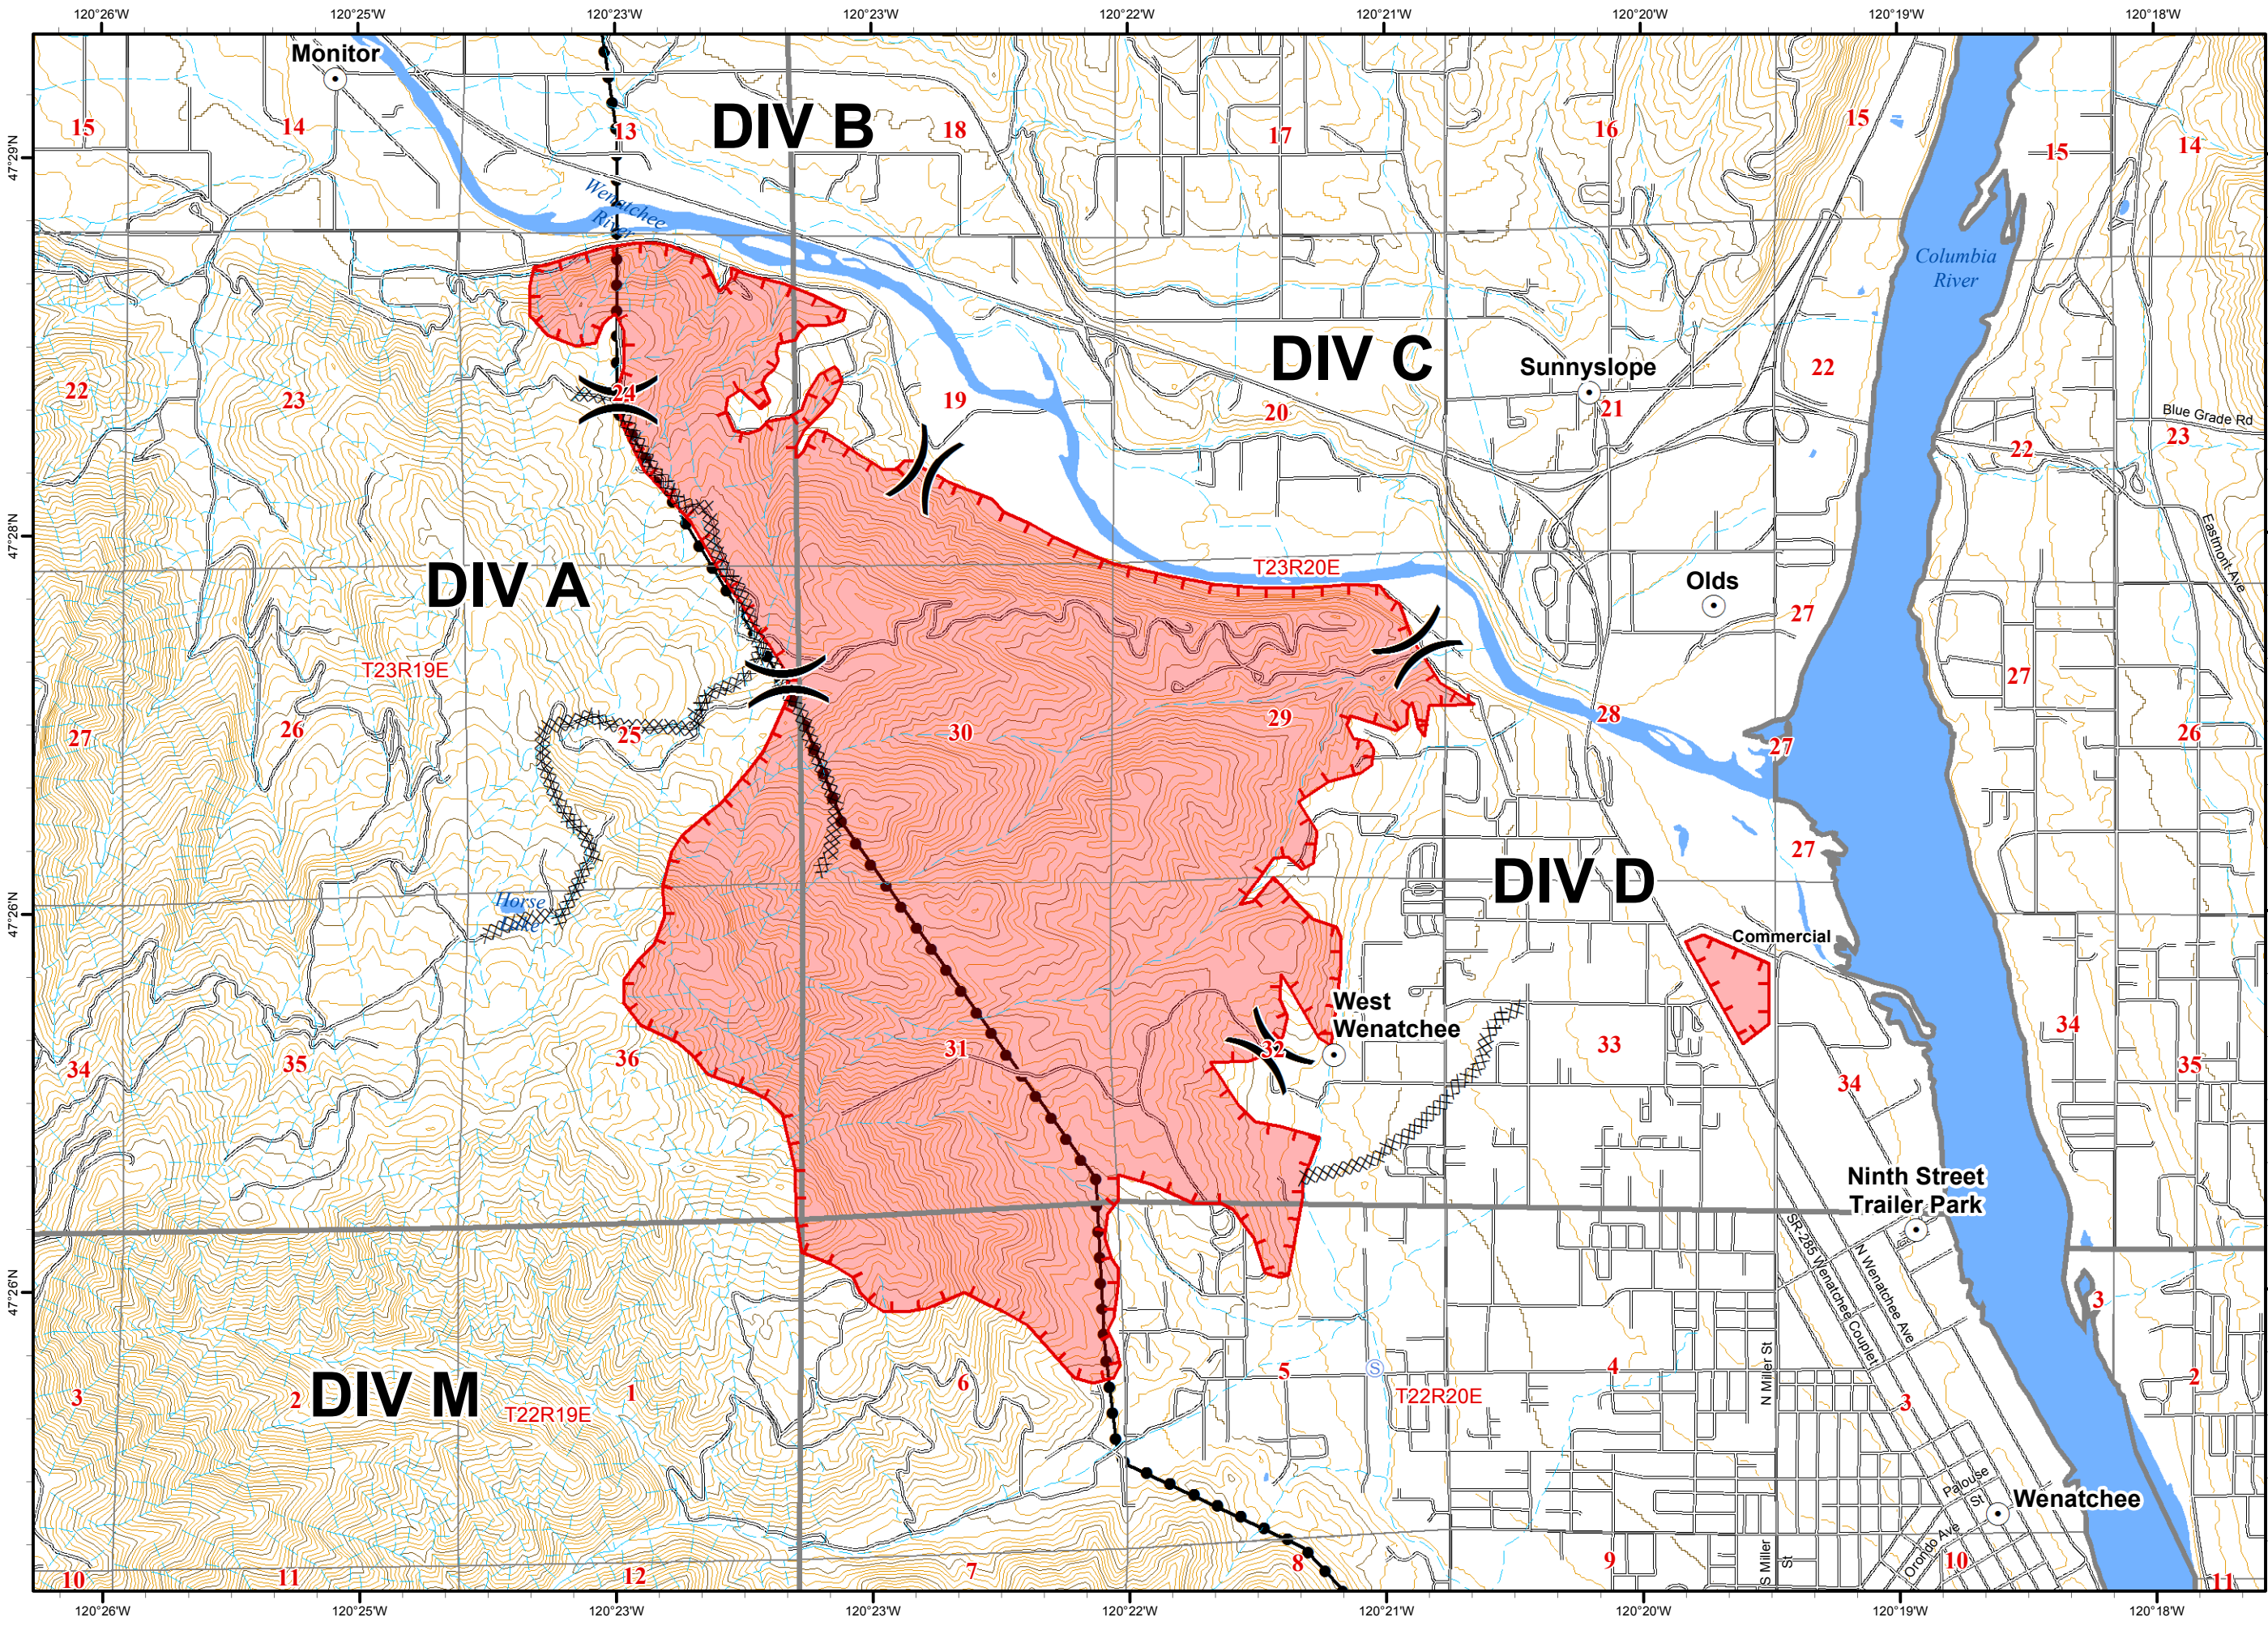 120°26'W
120°25'W
120°23'W
120°23'W
120°22'W
120°21'W
120°20'W
120°19'W
120°18'W
Monitor
15
14
13
DIV B
18
17
16
15
15
14
47°29'N
Wenatchee
River
Columbia
River
DIV C
Sunnyslope
22
22
23
24
19
20
21
Blue Grade Rd
23
22
47°28'N
Eastmont Ave
T23R20E
DIV A
Olds
27
T23R19E
27
27
26
25
30
29
28
27
26
27
DIV D
47°26'N
Horse
Lake
Commercial
West
Wenatchee
34
35
36
31
32
33
34
34
35
Ninth Street
Trailer Park
SR-285 Wenatchee Couplet
N Wenatchee Ave
47°26'N
3
N Miller St
3
2
DIV M
1
T22R19E
6
5
S
T22R20E
4
3
2
Palouse
St
Wenatchee
Orondo Ave
S Miller
St
10
11
12
7
8
9
10
11
120°26'W
120°25'W
120°23'W
120°23'W
120°22'W
120°21'W
120°20'W
120°19'W
120°18'W